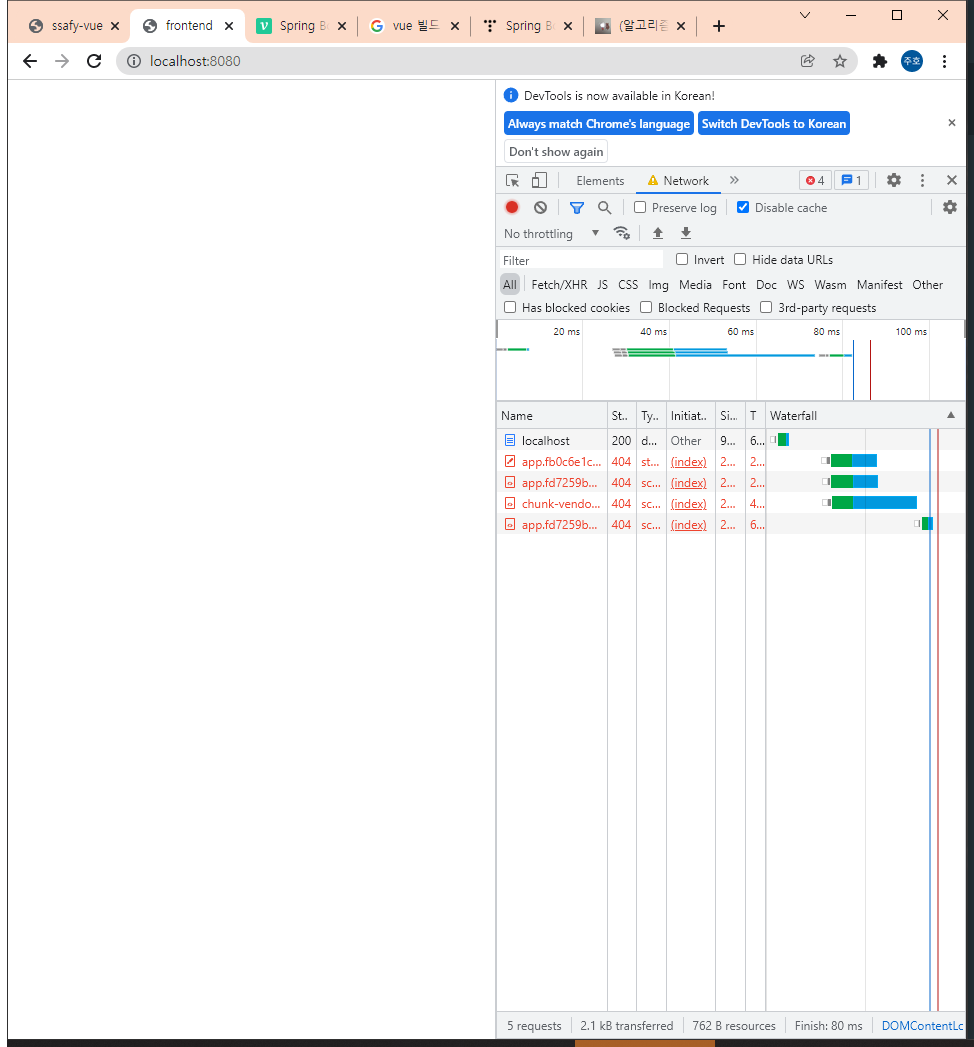 ssafy-vue
frontend
Spring B
vue 빌드
Spring B
(알고리즘
localhost:8080
주호
DevTools is now available in Korean!
Always match Chrome's language
Switch DevTools to Korean
Don't show again
Elements
Network
4
1
Preserve log
Disable cache
No throttling
Filter
Invert
Hide data URLs
All
Fetch/XHR JS CSS Img Media Font Doc WS Wasm Manifest Other
Has blocked cookies
Blocked Requests
3rd-party requests
20 ms 40 ms 60 ms 80 ms 100 ms
Name St.. Ty.. Initiat.. Si... T Waterfall
localhost 200 d... Other 9... 6...
app.fb0c6e1c... 404 st... (index) 2... 2...
app.fd7259b... 404 sc... (index) 2... 2...
chunk-vendo... 404 sc... (index) 2... 4...
app.fd7259b... 404 sc... (index) 2... 6...
5 requests 2.1 kB transferred 762 B resources Finish: 80 ms DOMContentLc